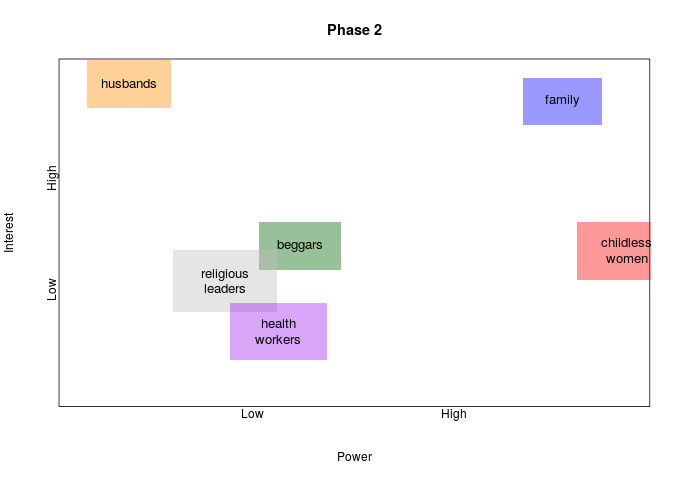 Phase 2
husbands
family
High
Interest
beggars
childless
women
religious
leaders
Low
health
workers
Low
High
Power